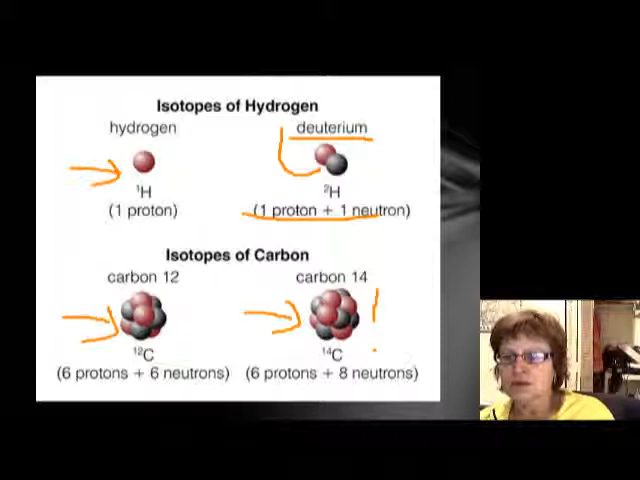 Isotopes of Hydrogen
hydrogen deuterium
¹H ²H
(1 proton) (1 proton + 1 neutron)
Isotopes of Carbon
carbon 12 carbon 14
!
¹²C ¹⁴C
(6 protons + 6 neutrons) (6 protons + 8 neutrons)